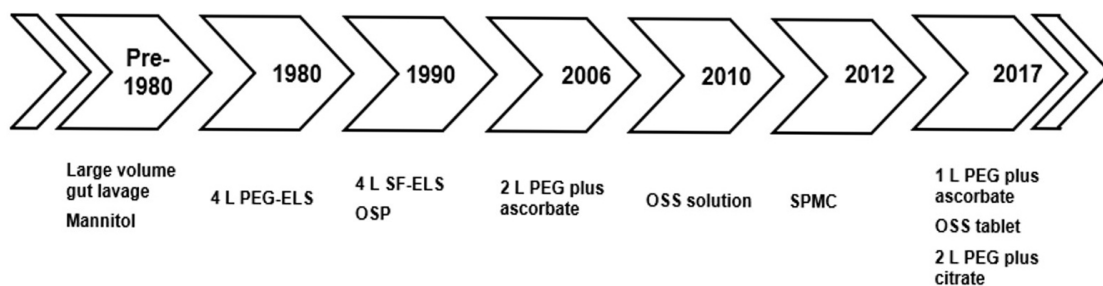 Pre-
1980
1980
1990
2006
2010
2012
2017
Large volume
gut lavage
Mannitol
4 L PEG-ELS
4 L SF-ELS
OSP
2 L PEG plus
ascorbate
OSS solution
SPMC
1 L PEG plus
ascorbate
OSS tablet
2 L PEG plus
citrate